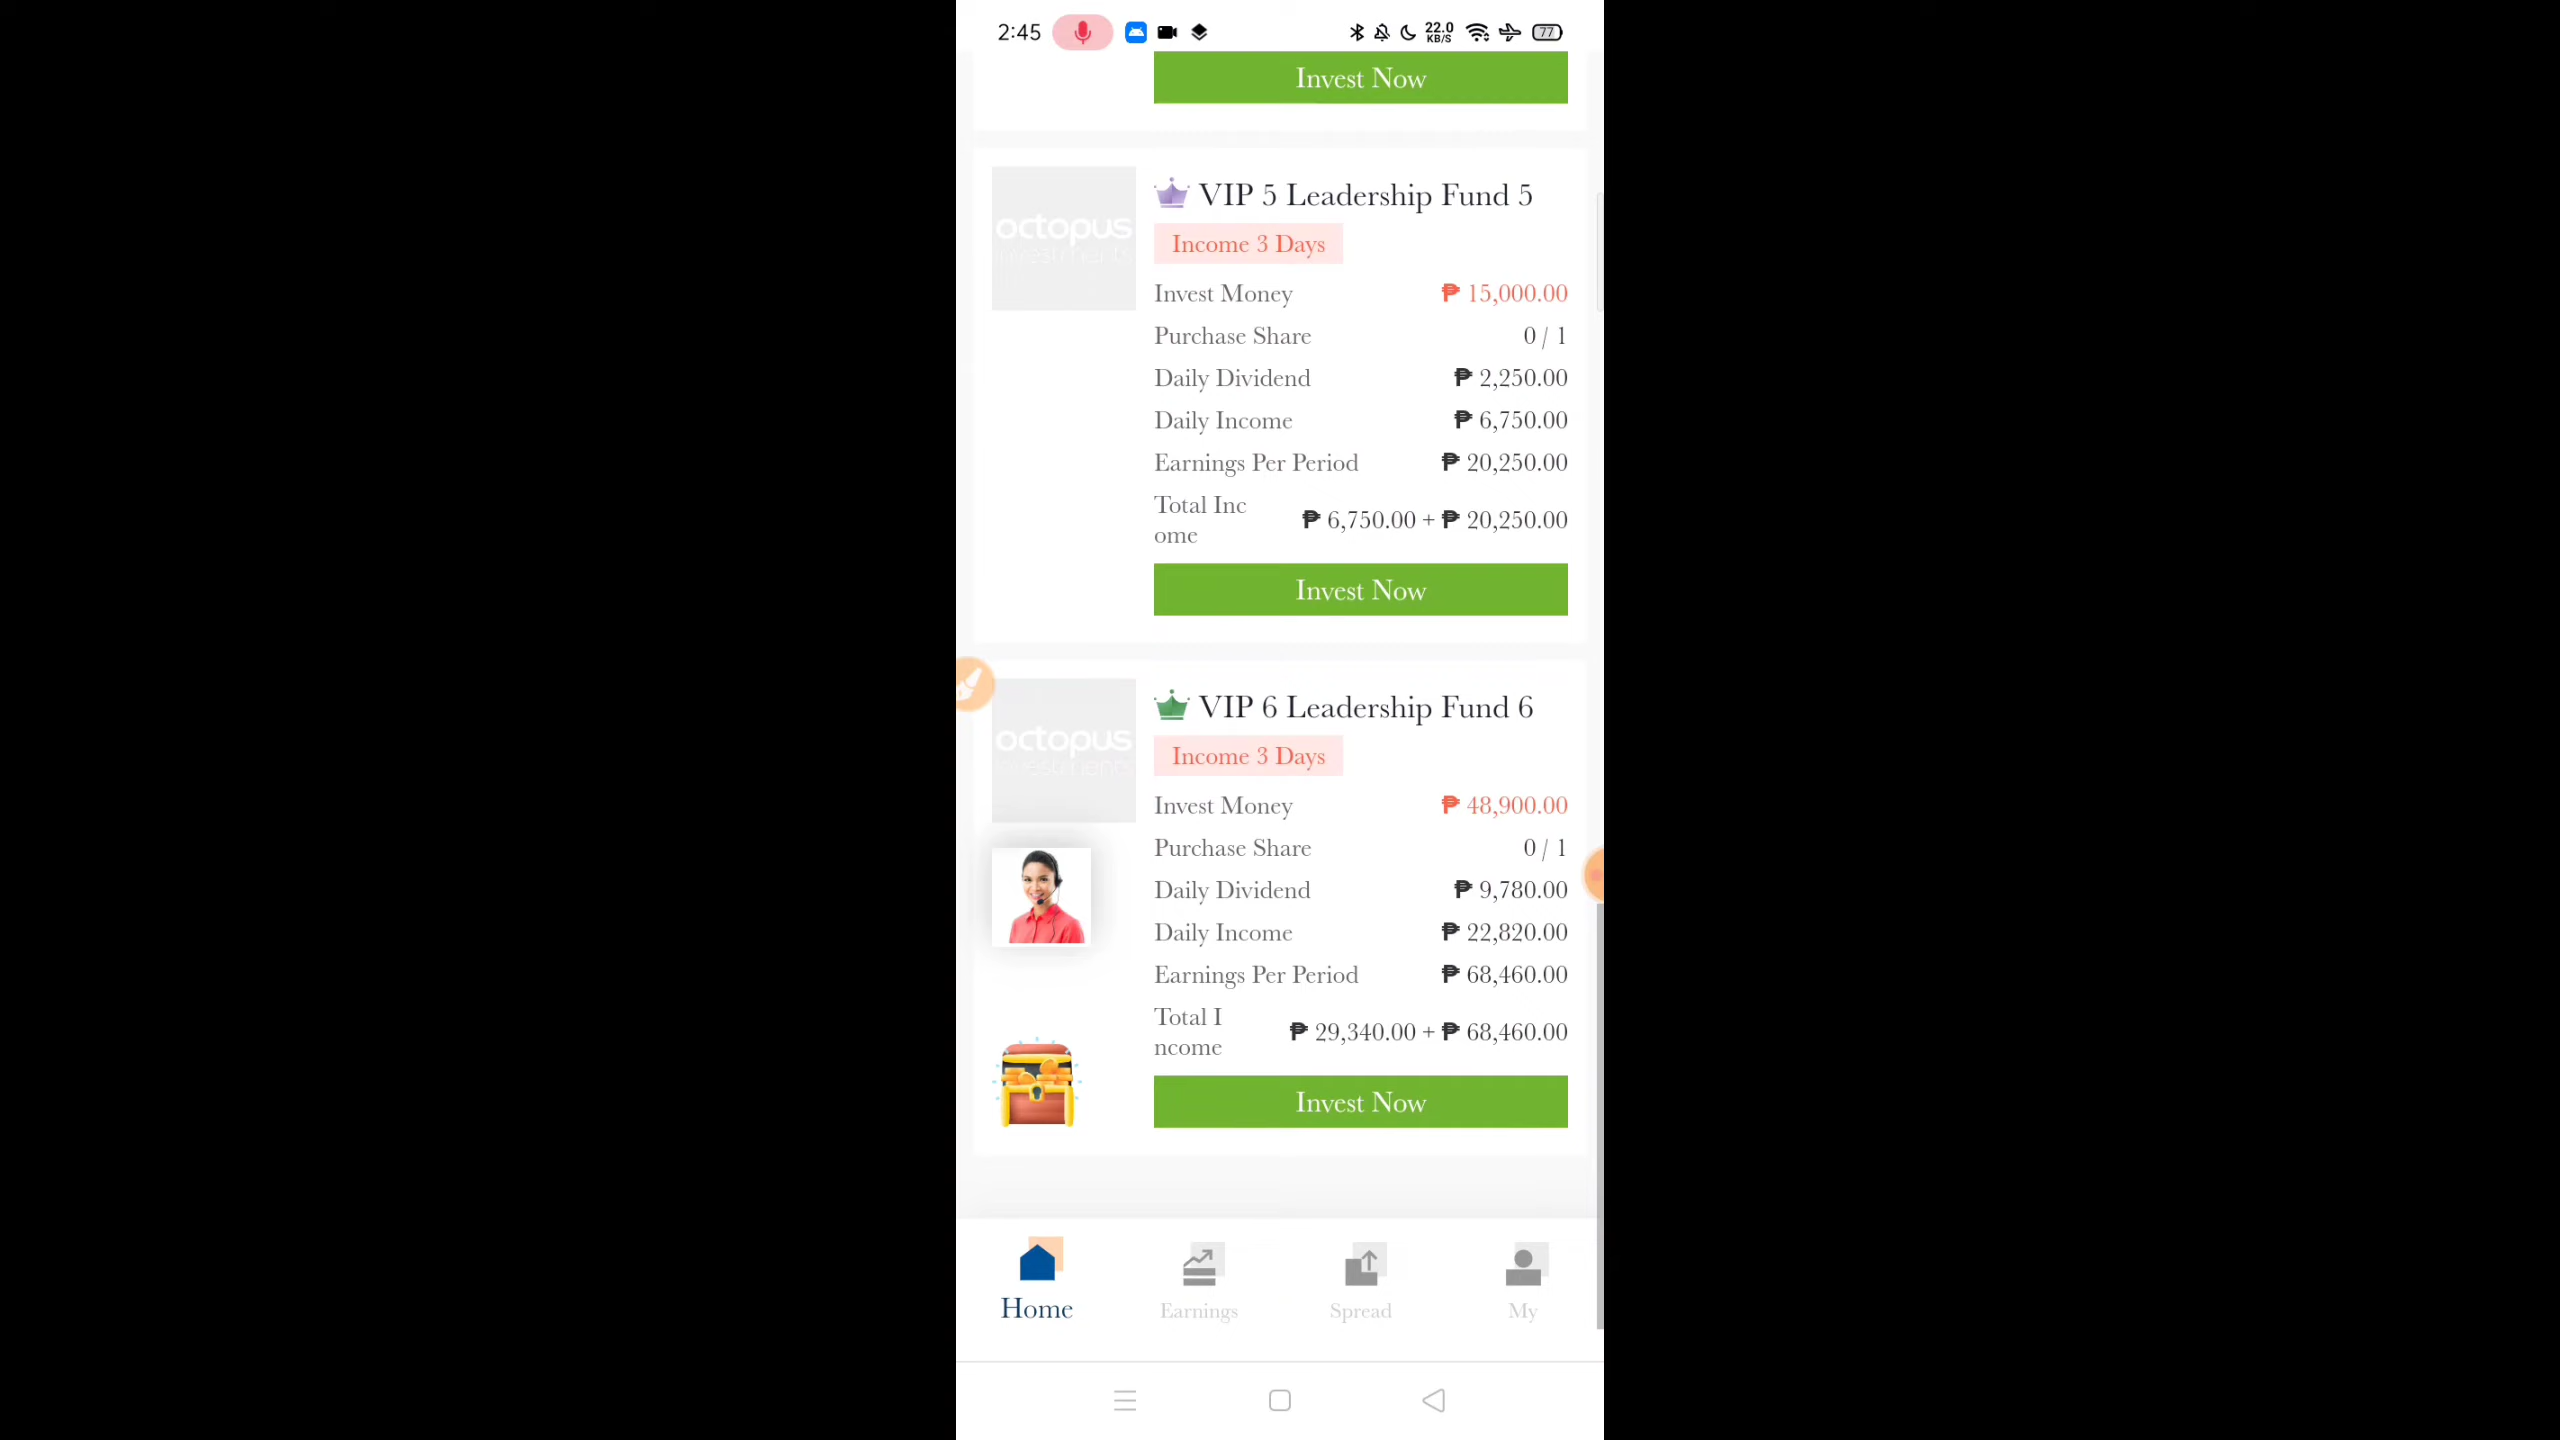 2:45
22.0
KB/S
77
Invest Now
octopus
investments
VIP 5 Leadership Fund 5
Income 3 Days
Invest Money ₱ 15,000.00
Purchase Share 0 / 1
Daily Dividend ₱ 2,250.00
Daily Income ₱ 6,750.00
Earnings Per Period ₱ 20,250.00
Total Inc
ome
₱ 6,750.00 + ₱ 20,250.00
Invest Now
octopus
investments
VIP 6 Leadership Fund 6
Income 3 Days
Invest Money ₱ 48,900.00
Purchase Share 0 / 1
Daily Dividend ₱ 9,780.00
Daily Income ₱ 22,820.00
Earnings Per Period ₱ 68,460.00
Total I
ncome
₱ 29,340.00 + ₱ 68,460.00
Invest Now
Home
Earnings
Spread
My